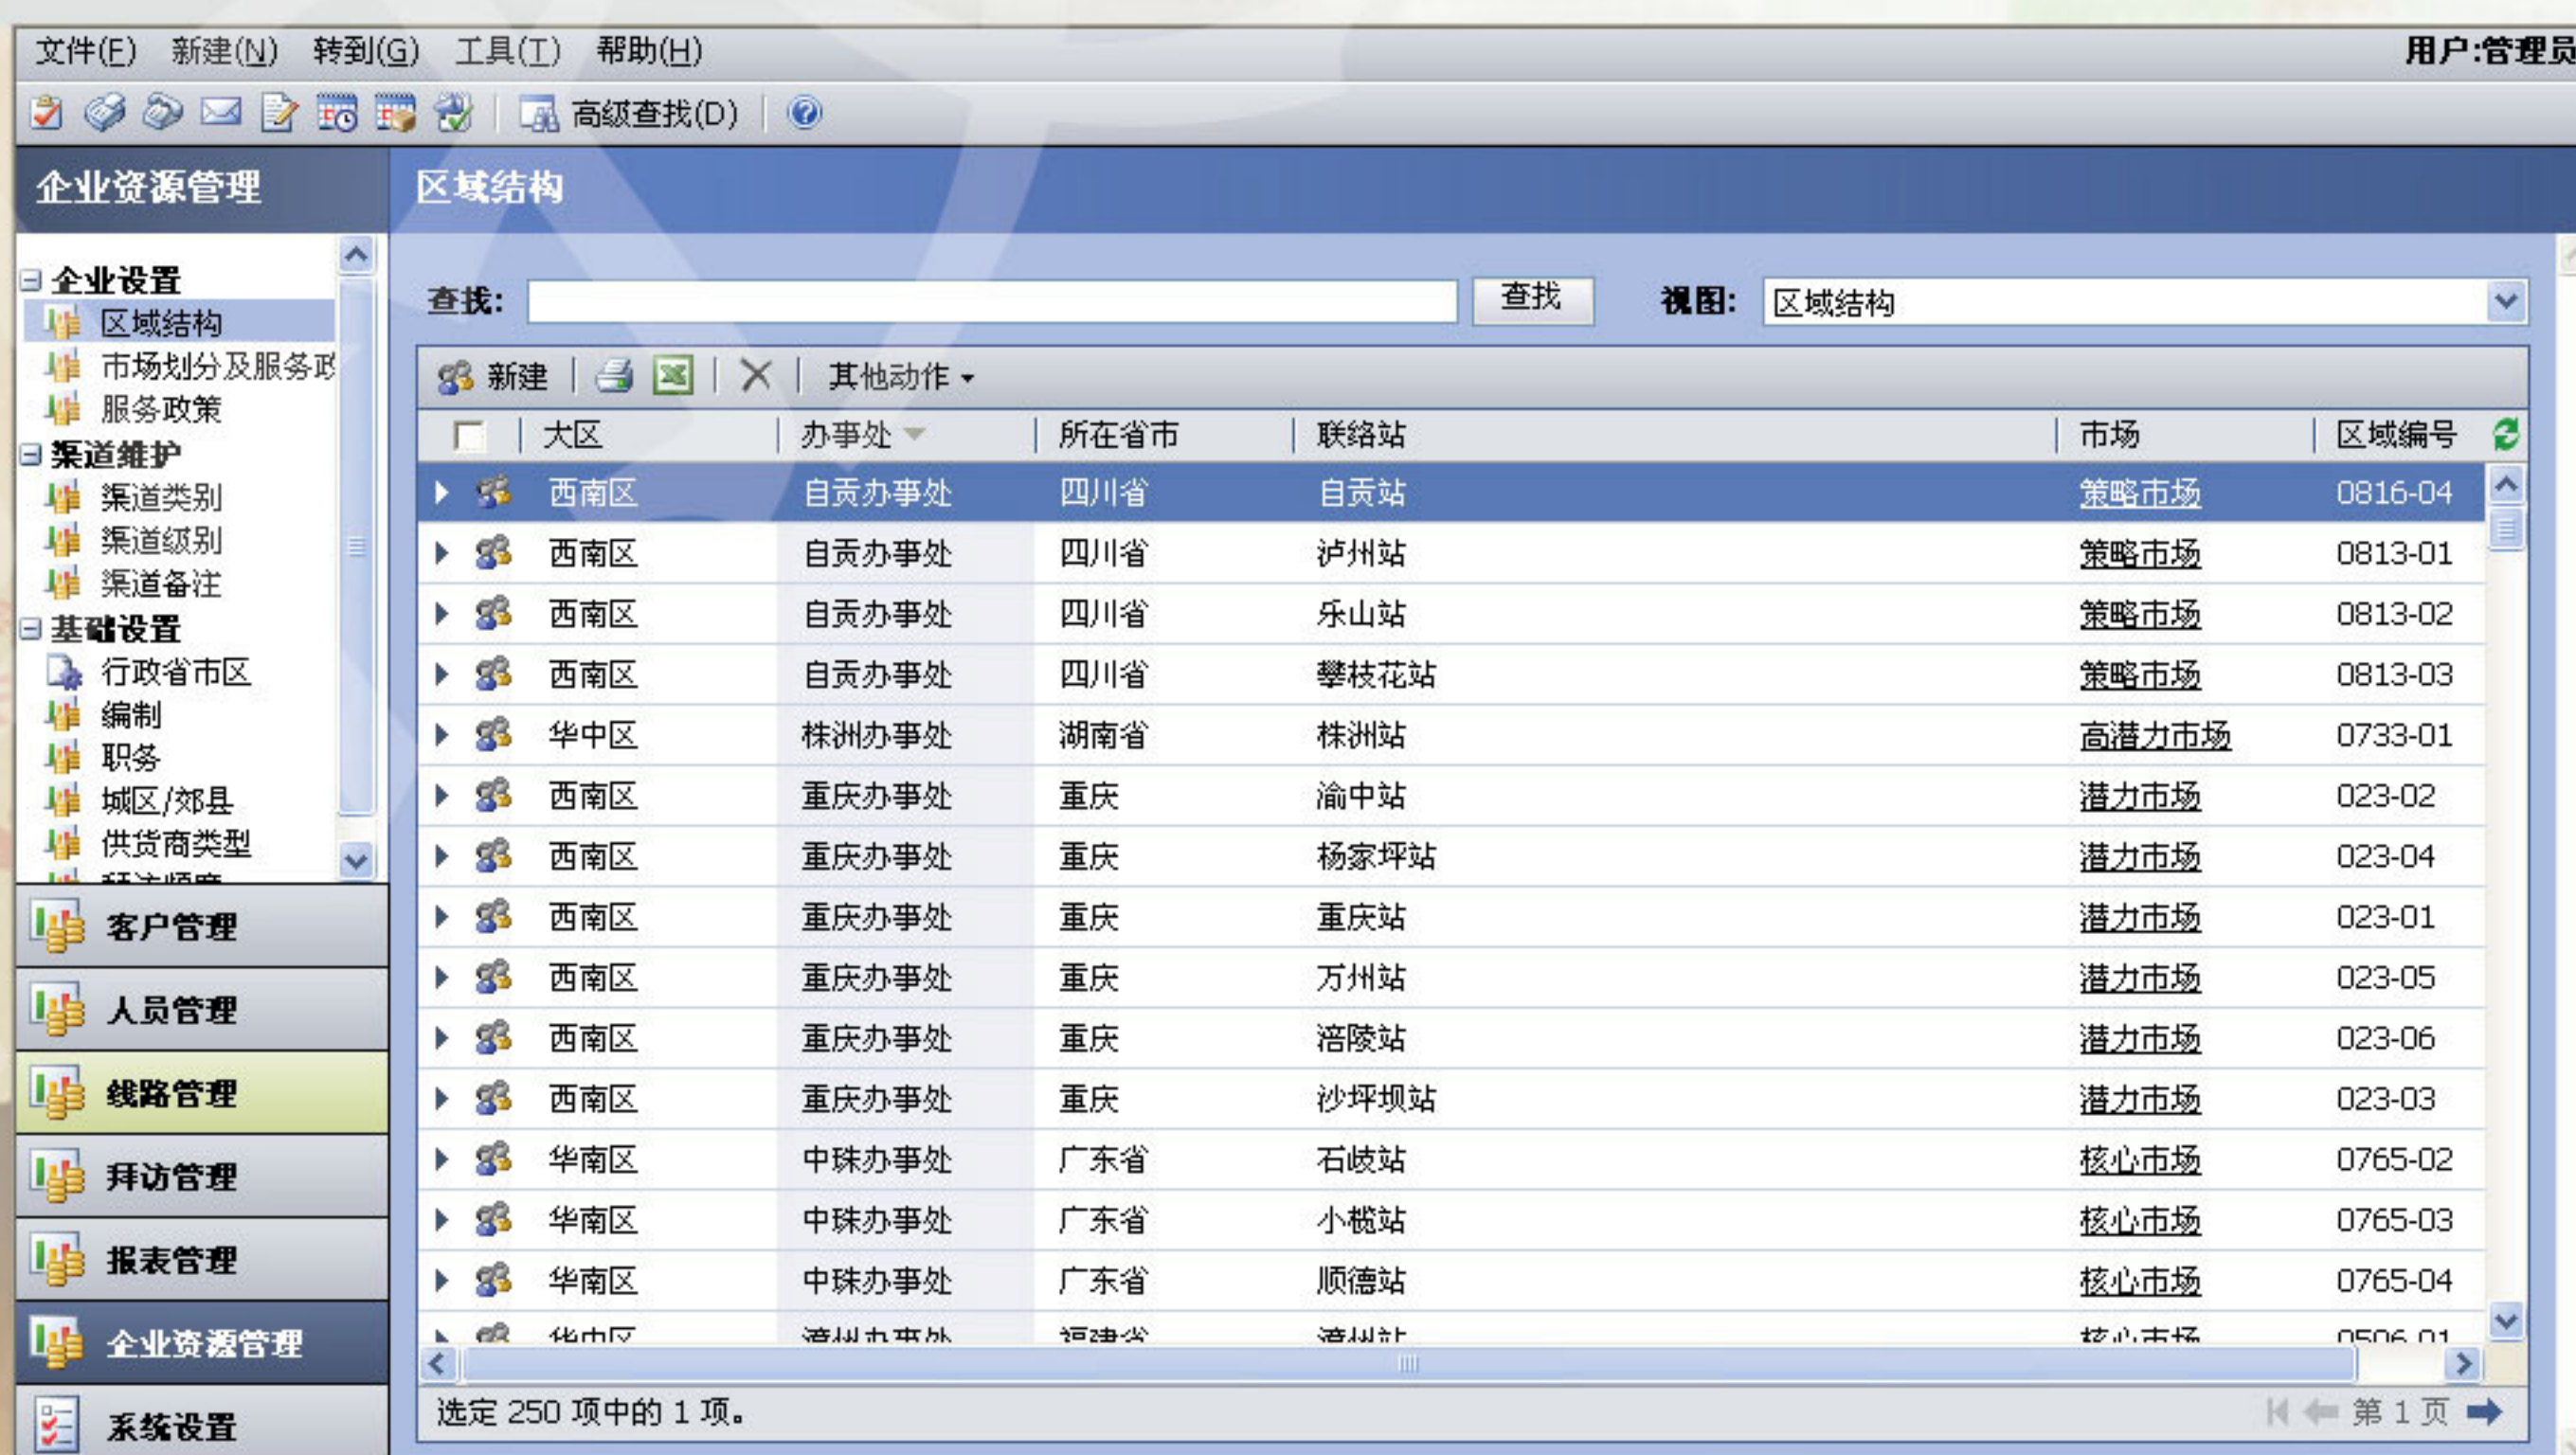 文件(F) 新建(N) 转到(G) 工具(T) 帮助(H) 用户:管理员
高级查找(D)
企业资源管理 区域结构
企业设置
区域结构
市场划分及服务政
服务政策
渠道维护
渠道类别
渠道级别
渠道备注
基础设置
行政省市区
编制
职务
城区/郊县
供货商类型
客户管理
人员管理
线路管理
拜访管理
报表管理
企业资源管理
系统设置
查找: 查找 视图: 区域结构
新建 其他动作
大区 办事处 所在省市 联络站 市场 区域编号
西南区 自贡办事处 四川省 自贡站 策略市场 0816-04
西南区 自贡办事处 四川省 泸州站 策略市场 0813-01
西南区 自贡办事处 四川省 乐山站 策略市场 0813-02
西南区 自贡办事处 四川省 攀枝花站 策略市场 0813-03
华中区 株洲办事处 湖南省 株洲站 高潜力市场 0733-01
西南区 重庆办事处 重庆 渝中站 潜力市场 023-02
西南区 重庆办事处 重庆 杨家坪站 潜力市场 023-04
西南区 重庆办事处 重庆 重庆站 潜力市场 023-01
西南区 重庆办事处 重庆 万州站 潜力市场 023-05
西南区 重庆办事处 重庆 涪陵站 潜力市场 023-06
西南区 重庆办事处 重庆 沙坪坝站 潜力市场 023-03
华南区 中珠办事处 广东省 石岐站 核心市场 0765-02
华南区 中珠办事处 广东省 小榄站 核心市场 0765-03
华南区 中珠办事处 广东省 顺德站 核心市场 0765-04
选定 250 项中的 1 项。 第 1 页